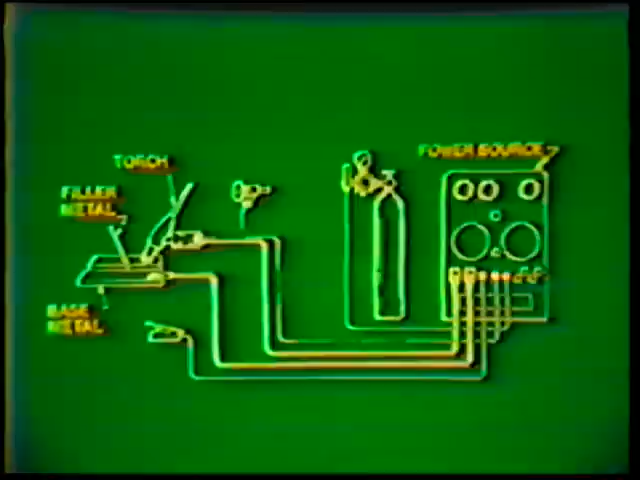 TORCH
POWER SOURCE
FILLER
METAL
BASE
METAL